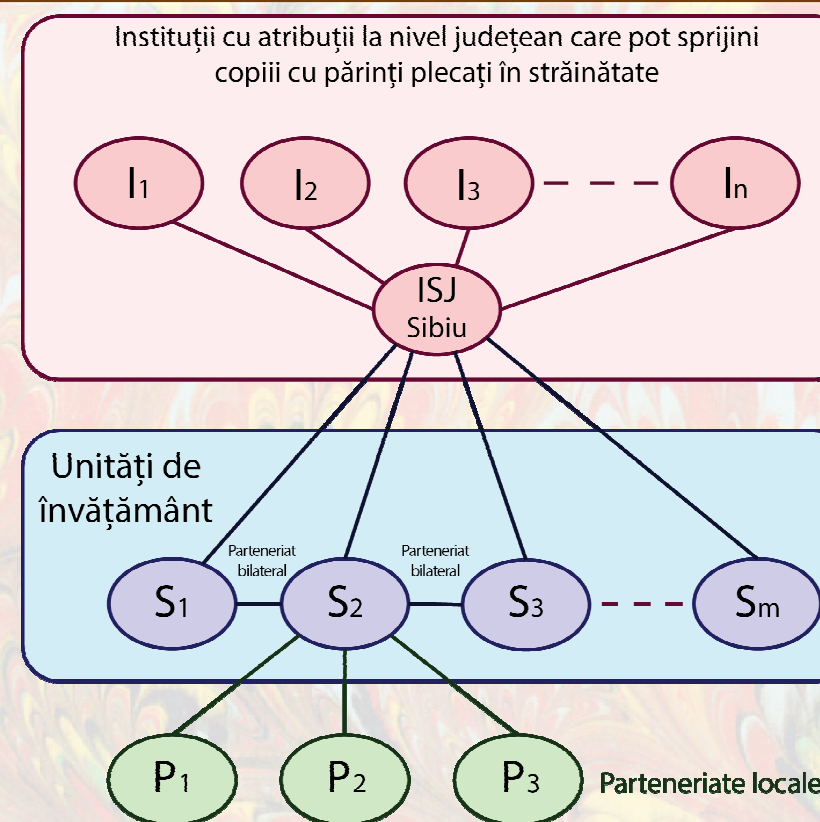 Instituții cu atribuții la nivel județean care pot sprijini
copiii cu părinți plecați în străinătate
I1 I2 I3 In
ISJ
Sibiu
Unități de
învățământ
Parteneriat
bilateral
Parteneriat
bilateral
S1 S2 S3 Sm
P1 P2 P3 Parteneriate locale